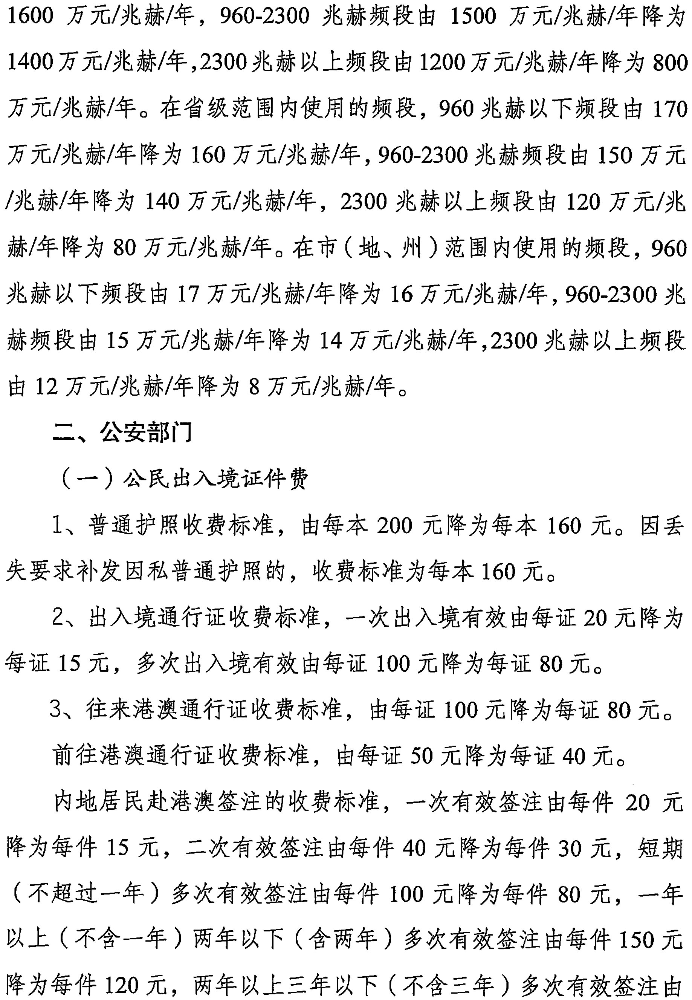 1600 万元/兆赫/年，960-2300 兆赫频段由 1500 万元/兆赫/年降为
1400万元/兆赫/年,2300兆赫以上频段由1200万元/兆赫/年降为 800
万元/兆赫/年。在省级范围内使用的频段，960 兆赫以下频段由 170
万元/兆赫/年降为 160 万元/兆赫/年，960-2300 兆赫频段由 150 万元
/兆赫/年降为 140 万元/兆赫/年，2300 兆赫以上频段由 120 万元/兆
赫/年降为 80 万元/兆赫/年。在市（地、州）范围内使用的频段，960
兆赫以下频段由 17 万元/兆赫/年降为 16 万元/兆赫/年，960-2300 兆
赫频段由 15 万元/兆赫/年降为 14 万元/兆赫/年,2300 兆赫以上频段
由 12 万元/兆赫/年降为 8 万元/兆赫/年。
二、公安部门
（一）公民出入境证件费
1、普通护照收费标准，由每本 200 元降为每本 160 元。因丢
失要求补发因私普通护照的，收费标准为每本 160 元。
2、出入境通行证收费标准，一次出入境有效由每证 20 元降为
每证 15 元，多次出入境有效由每证 100 元降为每证 80 元。
3、往来港澳通行证收费标准，由每证 100 元降为每证 80 元。
前往港澳通行证收费标准，由每证 50 元降为每证 40 元。
内地居民赴港澳签注的收费标准，一次有效签注由每件 20 元
降为每件 15 元，二次有效签注由每件 40 元降为每件 30 元，短期
（不超过一年）多次有效签注由每件 100 元降为每件 80 元，一年
以上（不含一年）两年以下（含两年）多次有效签注由每件 150 元
降为每件 120 元，两年以上三年以下（不含三年）多次有效签注由